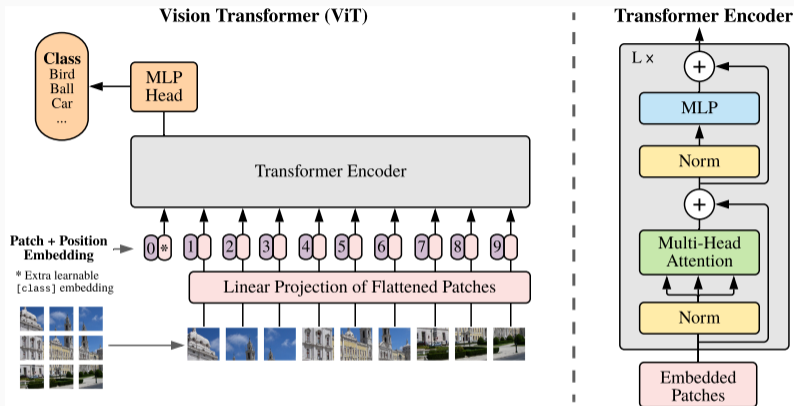 Vision Transformer (ViT)
Class
Bird
Ball
Car
...
MLP
Head
Transformer Encoder
Patch + Position
Embedding
0 * 1 2 3 4 5 6 7 8 9
* Extra learnable
[class] embedding
Linear Projection of Flattened Patches
Transformer Encoder
L ×
+
MLP
Norm
+
Multi-Head
Attention
Norm
Embedded
Patches